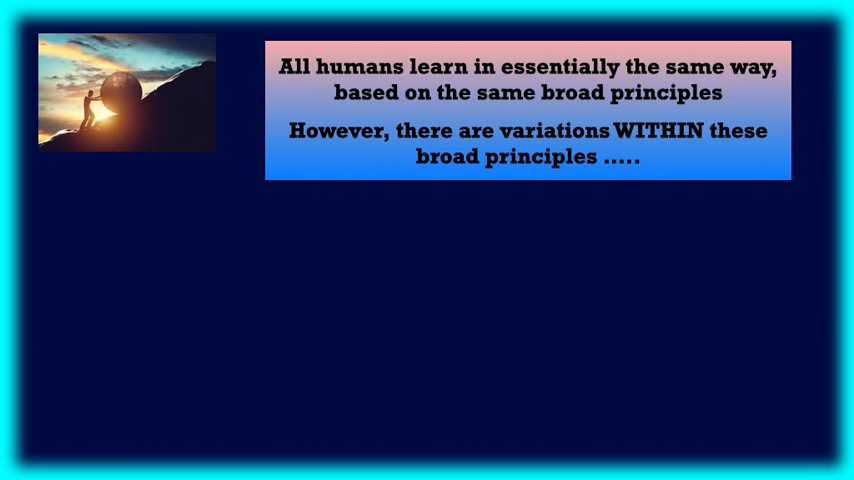 All humans learn in essentially the same way,
based on the same broad principles
However, there are variations WITHIN these
broad principles .....